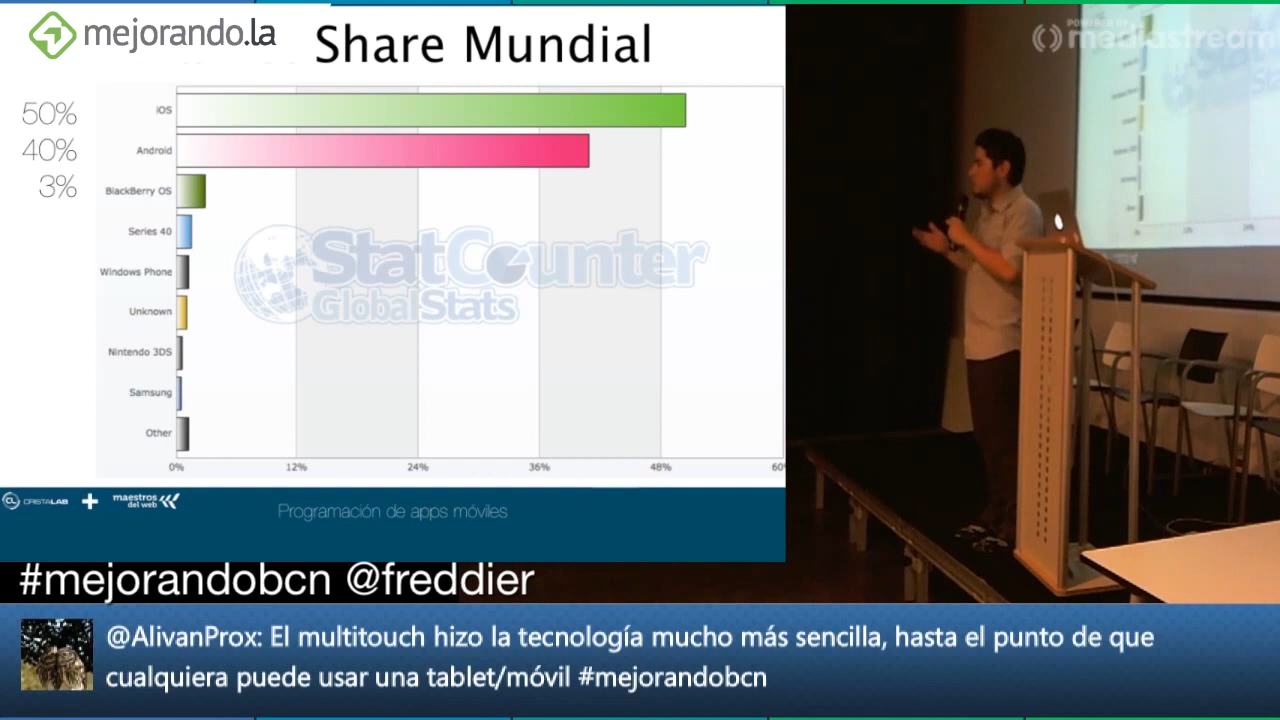 mejorando.la
Share Mundial
50%
40%
3%
iOS
Android
BlackBerry OS
Series 40
Windows Phone
Unknown
Nintendo 3DS
Samsung
Other
StatCounter
GlobalStats
0%
12%
24%
36%
48%
60
CRISTALAB
maestros
del web
Programación de apps móviles
POWERED BY
mediastream
#mejorandobcn @freddier
@AlivanProx: El multitouch hizo la tecnología mucho más sencilla, hasta el punto de que
cualquiera puede usar una tablet/móvil #mejorandobcn